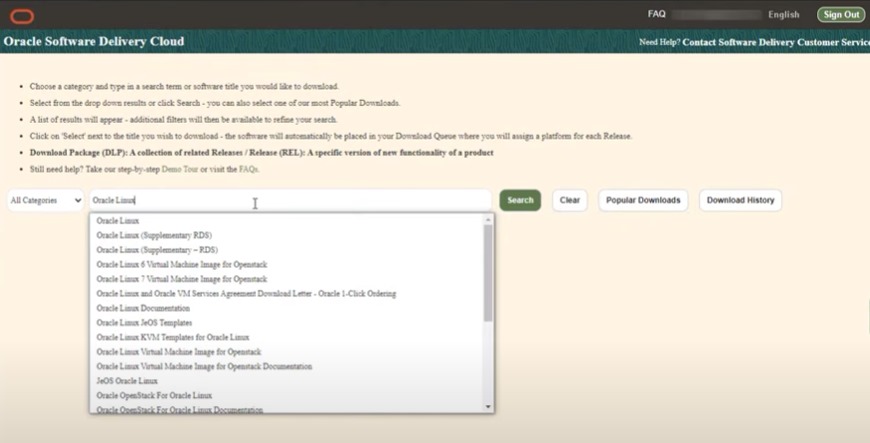 FAQ English Sign Out
Oracle Software Delivery Cloud
Need Help? Contact Software Delivery Customer Service
Choose a category and type in a search term or software title you would like to download.
Select from the drop down results or click Search - you can also select one of our most Popular Downloads.
A list of results will appear - additional filters will then be available to refine your search.
Click on 'Select' next to the title you wish to download - the software will automatically be placed in your Download Queue where you will assign a platform for each Release.
Download Package (DLP): A collection of related Releases / Release (REL): A specific version of new functionality of a product
Still need help? Take our step-by-step Demo Tour or visit the FAQs.
All Categories Oracle Linux Search Clear Popular Downloads Download History
Oracle Linux
Oracle Linux (Supplementary RDS)
Oracle Linux (Supplementary – RDS)
Oracle Linux 6 Virtual Machine Image for Openstack
Oracle Linux 7 Virtual Machine Image for Openstack
Oracle Linux and Oracle VM Services Agreement Download Letter - Oracle 1-Click Ordering
Oracle Linux Documentation
Oracle Linux JeOS Templates
Oracle Linux KVM Templates for Oracle Linux
Oracle Linux Virtual Machine Image for Openstack
Oracle Linux Virtual Machine Image for Openstack Documentation
JeOS Oracle Linux
Oracle OpenStack For Oracle Linux
Oracle OpenStack For Oracle Linux Documentation